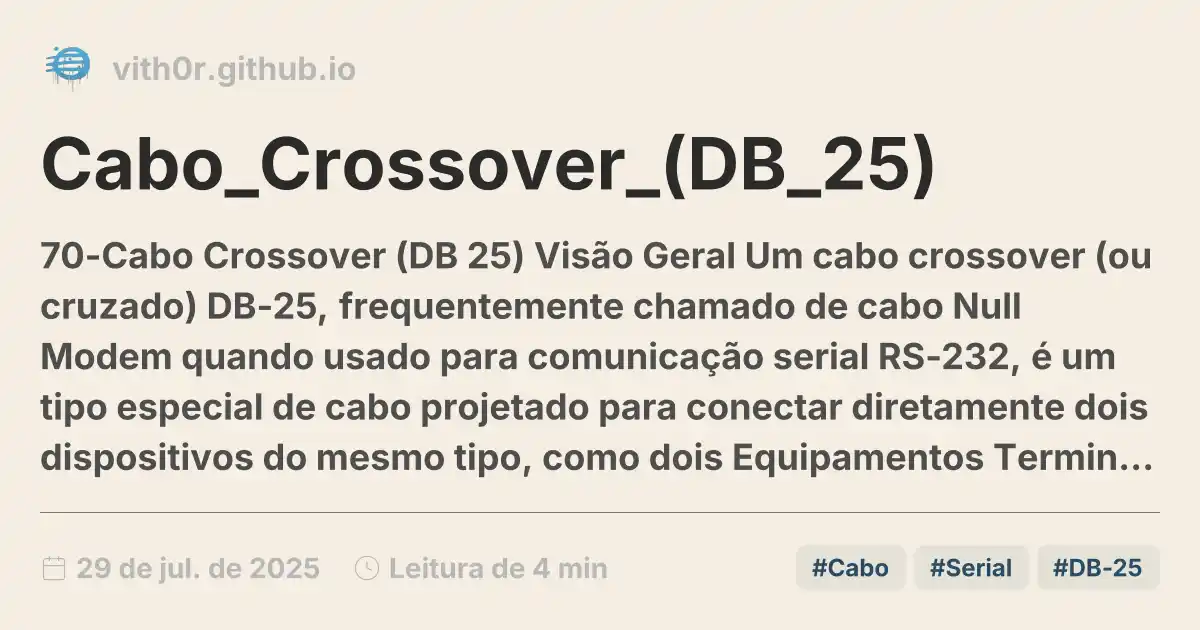 vith0r.github.io
Cabo_Crossover_(DB_25)
70-Cabo Crossover (DB 25) Visão Geral Um cabo crossover (ou
cruzado) DB-25, frequentemente chamado de cabo Null
Modem quando usado para comunicação serial RS-232, é um
tipo especial de cabo projetado para conectar diretamente dois
dispositivos do mesmo tipo, como dois Equipamentos Termin...
29 de jul. de 2025 Leitura de 4 min #Cabo #Serial #DB-25